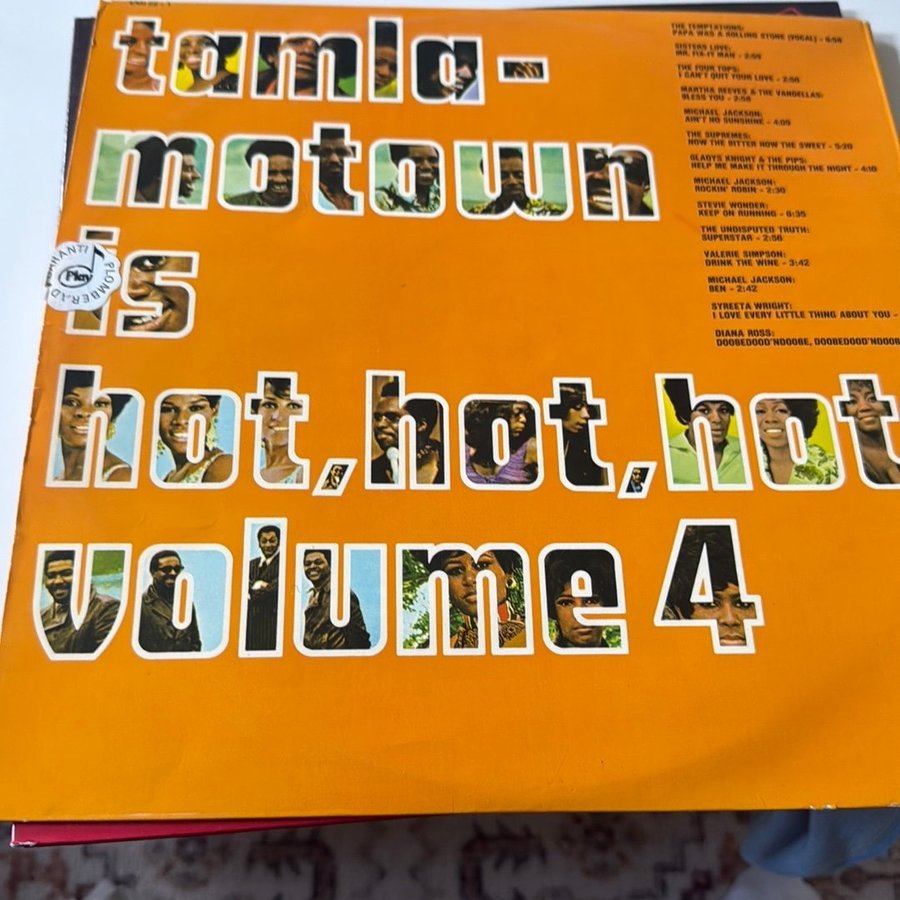 tamla-
motown
is
hot, hot, hot
volume 4
THE TEMPTATIONS:
PAPA WAS A ROLLING STONE (VOCAL) - 6:58
SISTERS LOVE:
MR. FIX-IT MAN - 2:56
THE FOUR TOPS:
I CAN'T QUIT YOUR LOVE - 2:56
MARTHA REEVES & THE VANDELLAS:
BLESS YOU - 2:58
MICHAEL JACKSON:
AIN'T NO SUNSHINE - 4:09
THE SUPREMES:
NOW THE BITTER NOW THE SWEET - 5:20
GLADYS KNIGHT & THE PIPS:
HELP ME MAKE IT THROUGH THE NIGHT - 4:10
MICHAEL JACKSON:
ROCKIN' ROBIN - 2:30
STEVIE WONDER:
KEEP ON RUNNING - 6:35
THE UNDISPUTED TRUTH:
SUPERSTAR - 2:56
VALERIE SIMPSON:
DRINK THE WINE - 3:42
MICHAEL JACKSON:
BEN - 2:42
SYREETA WRIGHT:
I LOVE EVERY LITTLE THING ABOUT YOU -
DIANA ROSS:
DOOBEDOOD'NDOOBE, DOOBEDOOD'NDOOB
Play